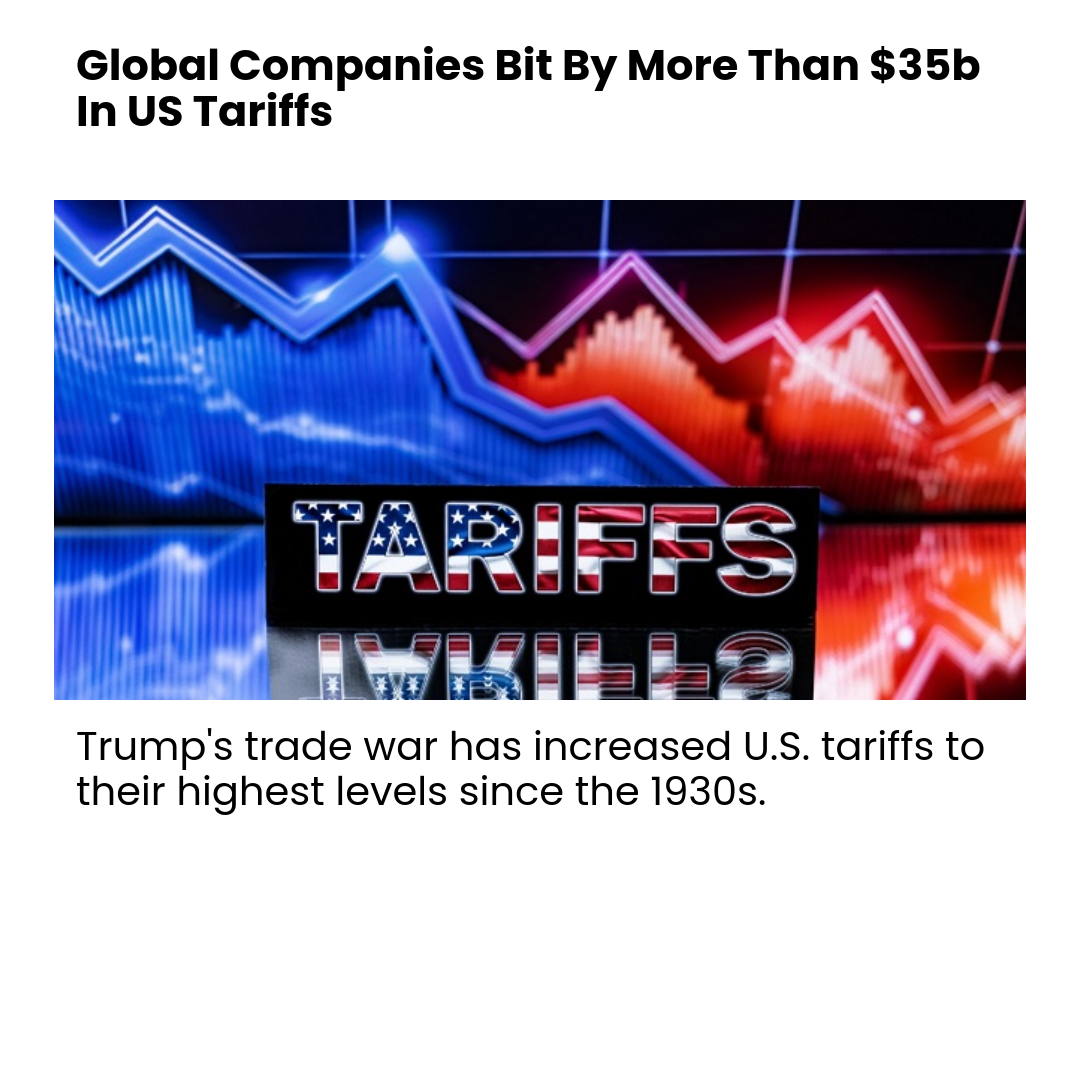 Global Companies Bit By More Than $35b
In US Tariffs
TARIFFS
Trump's trade war has increased U.S. tariffs to
their highest levels since the 1930s.